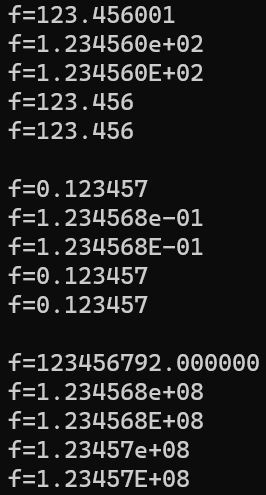 f=123.456001
f=1.234560e+02
f=1.234560E+02
f=123.456
f=123.456
f=0.123457
f=1.234568e-01
f=1.234568E-01
f=0.123457
f=0.123457
f=123456792.000000
f=1.234568e+08
f=1.234568E+08
f=1.23457e+08
f=1.23457E+08